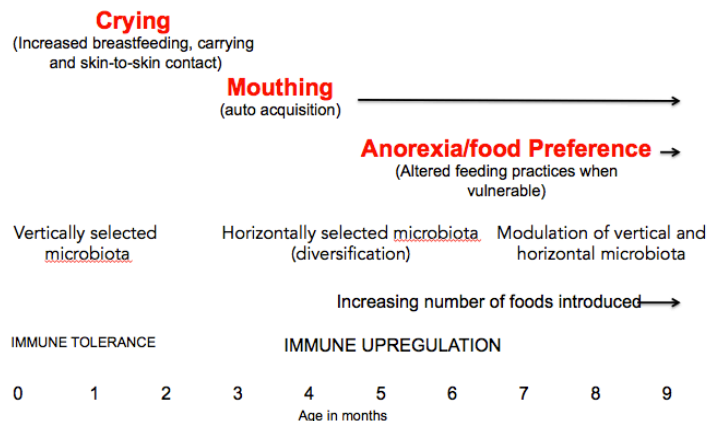 Crying
(Increased breastfeeding, carrying
and skin-to-skin contact)
Mouthing
(auto acquisition)
Anorexia/food Preference
(Altered feeding practices when
vulnerable)
Vertically selected
microbiota
Horizontally selected microbiota
(diversification)
Modulation of vertical and
horizontal microbiota
Increasing number of foods introduced
IMMUNE TOLERANCE
IMMUNE UPREGULATION
0 1 2 3 4 5 6 7 8 9
Age in months